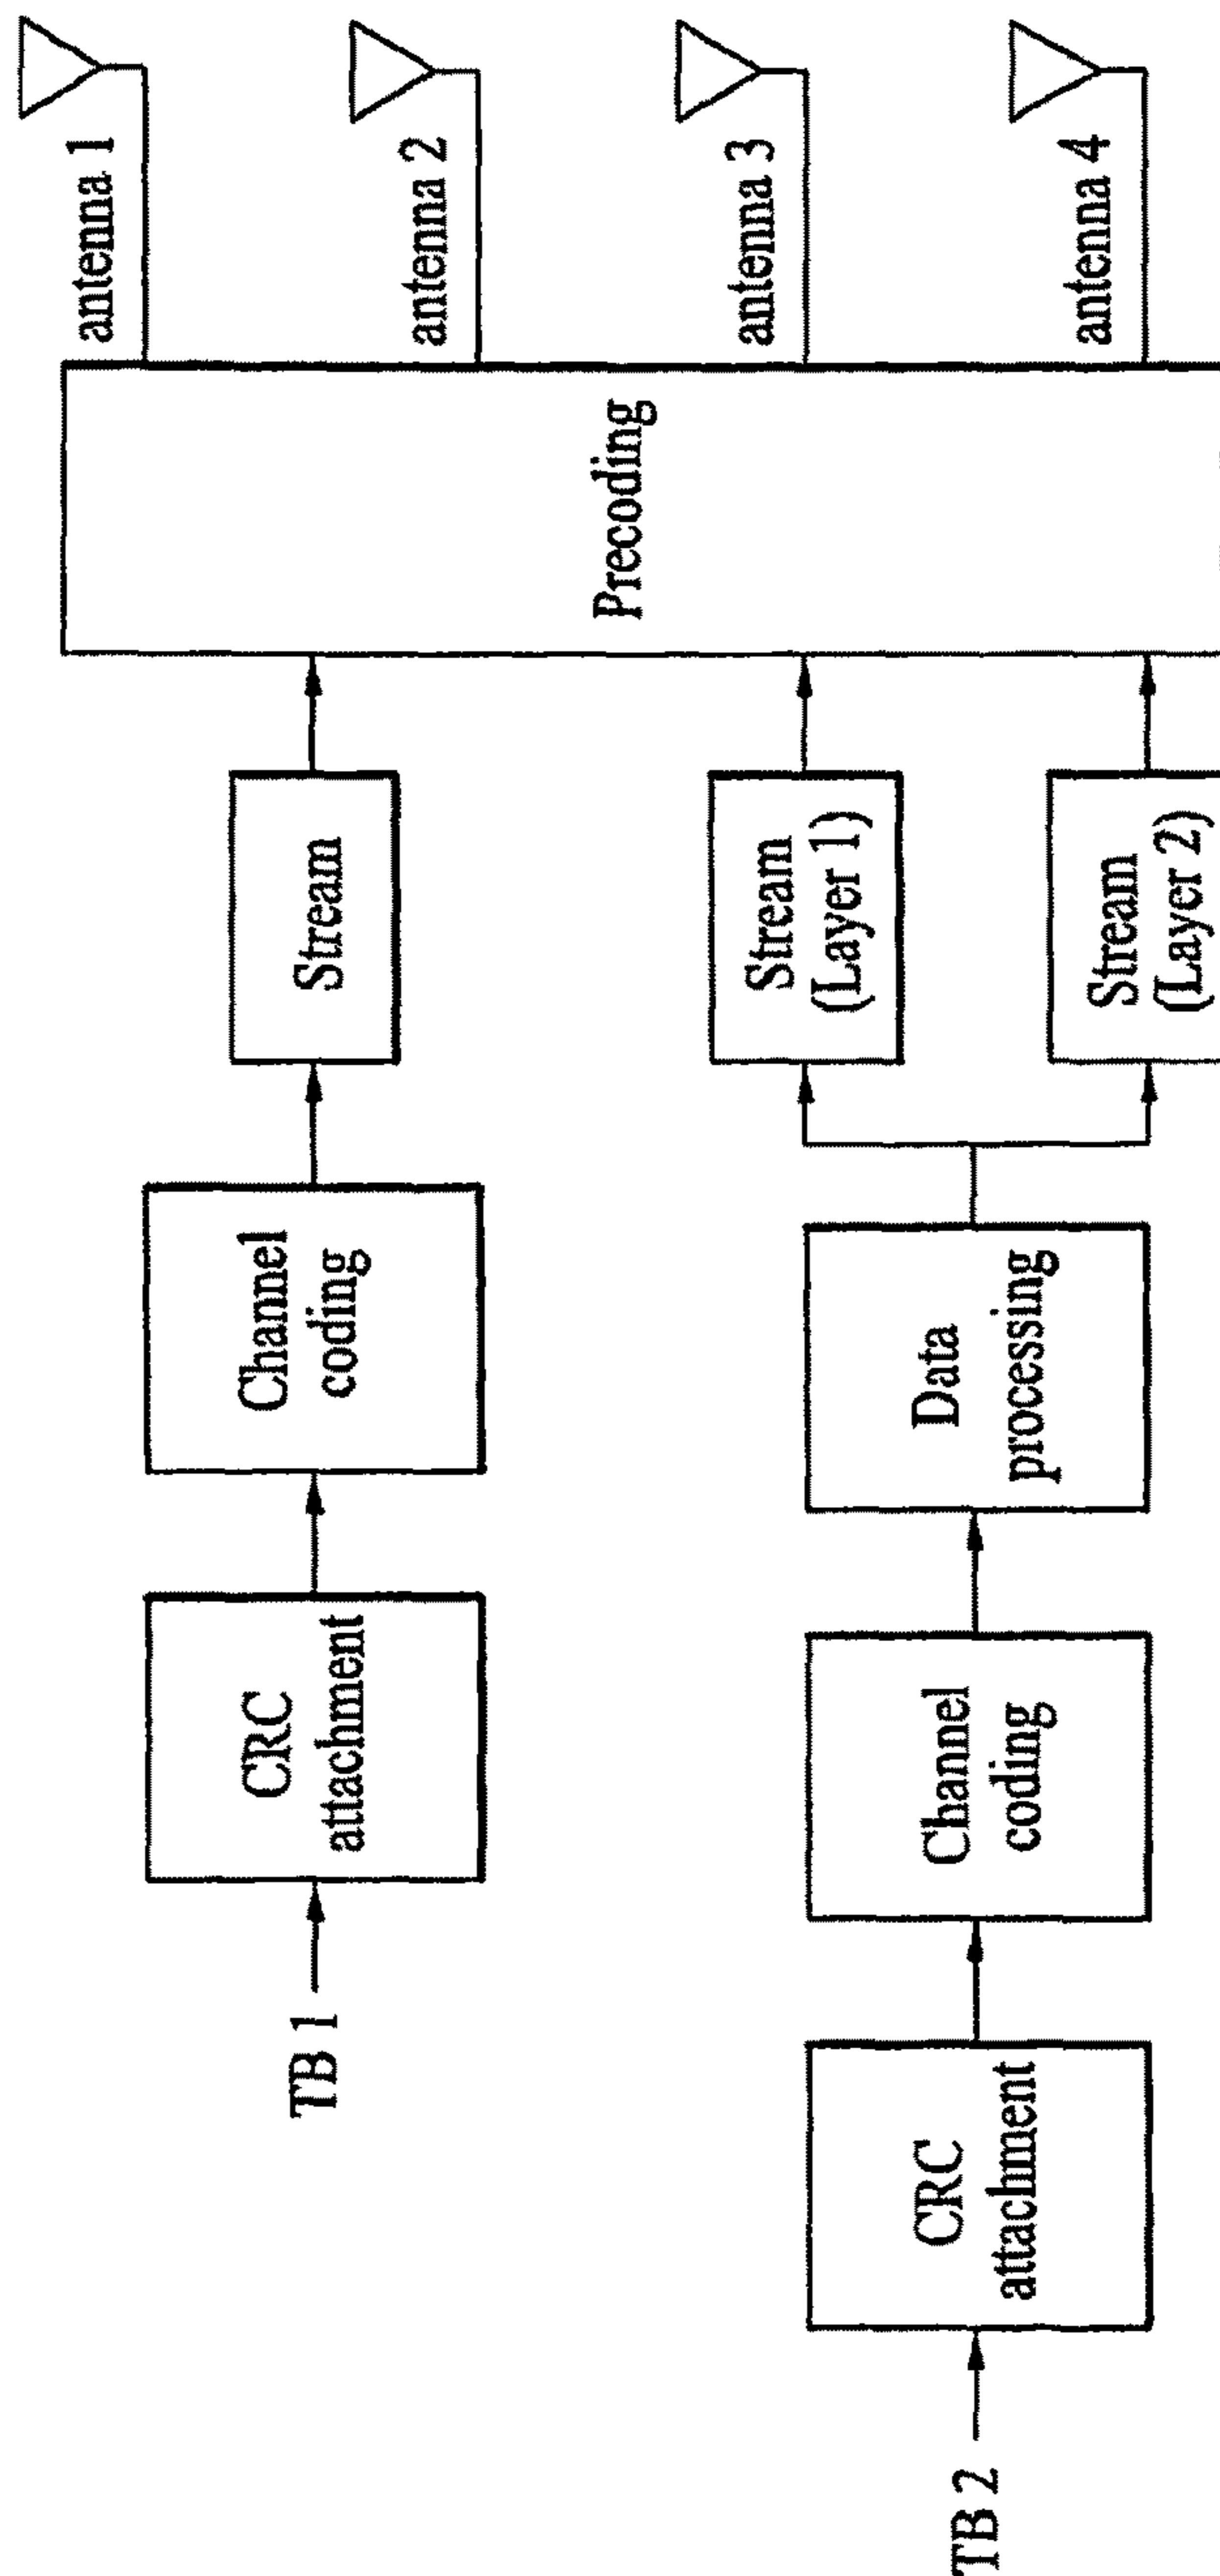 TB 1
CRC
attachment
Channel
coding
Stream
TB 2
CRC
attachment
Channel
coding
Data
processing
Stream
(Layer 1)
Stream
(Layer 2)
Precoding
antenna 1
antenna 2
antenna 3
antenna 4